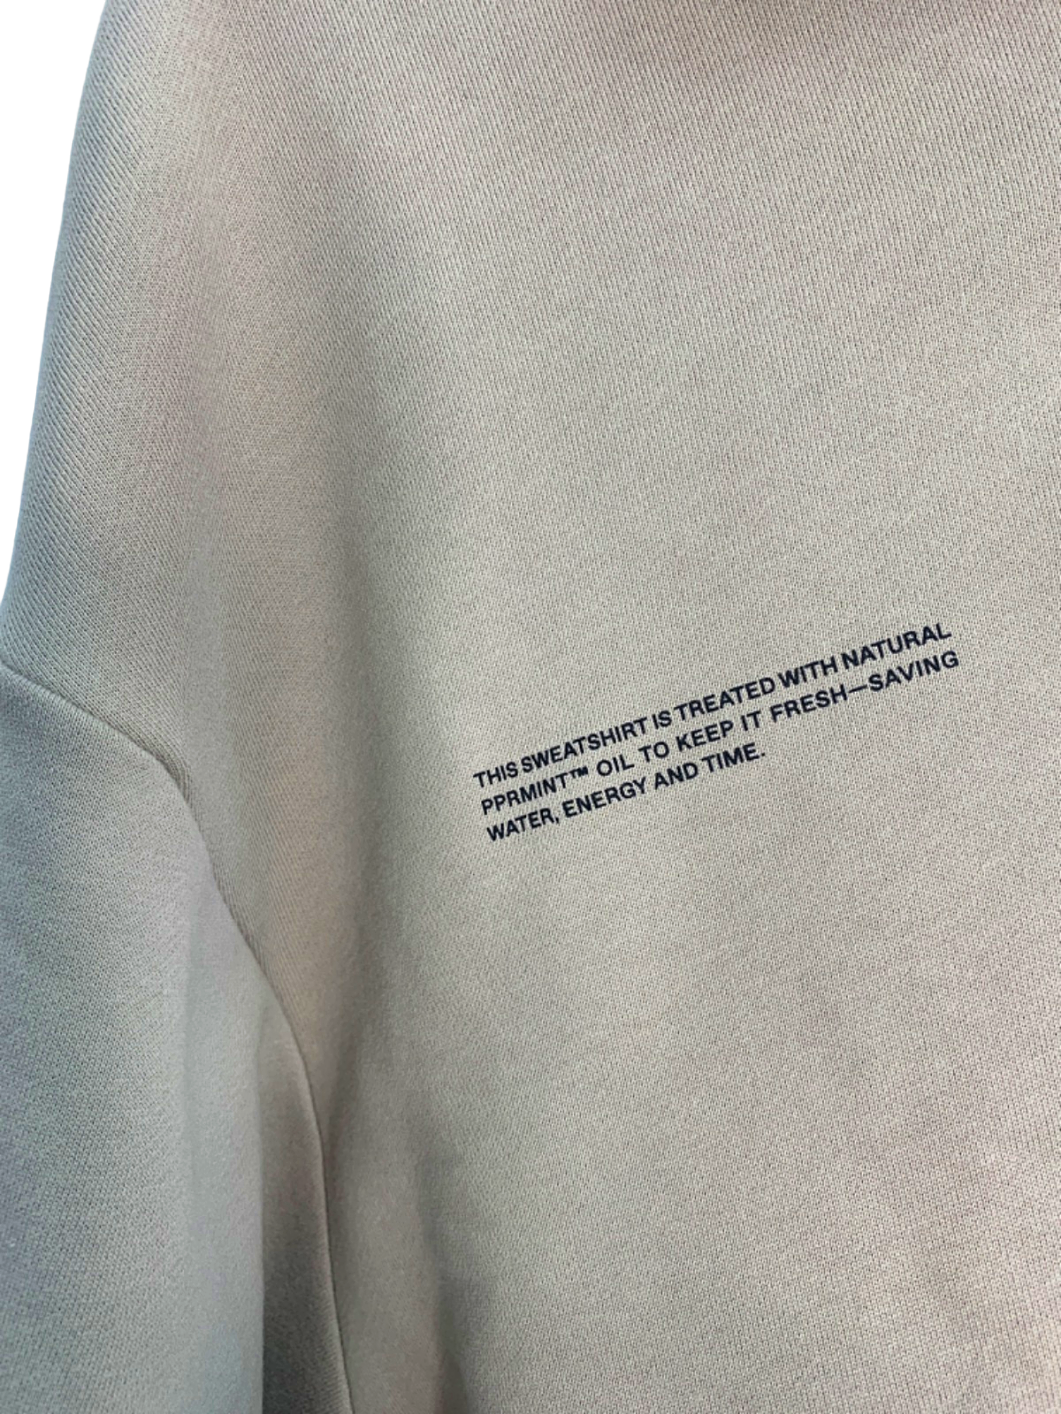 THIS SWEATSHIRT IS TREATED WITH NATURAL
PPRMINT™ OIL TO KEEP IT FRESH—SAVING
WATER, ENERGY AND TIME.